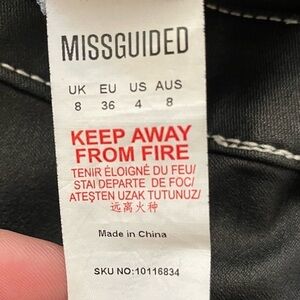 MISSGUIDED
UK EU US AUS
8 36 4 8
KEEP AWAY
FROM FIRE
TENIR ÉLOIGNÉ DU FEU/
STAI DEPARTE DE FOC/
ATEŞTEN UZAK TUTUNUZ/
远离火种
Made in China
SKU NO:10116834